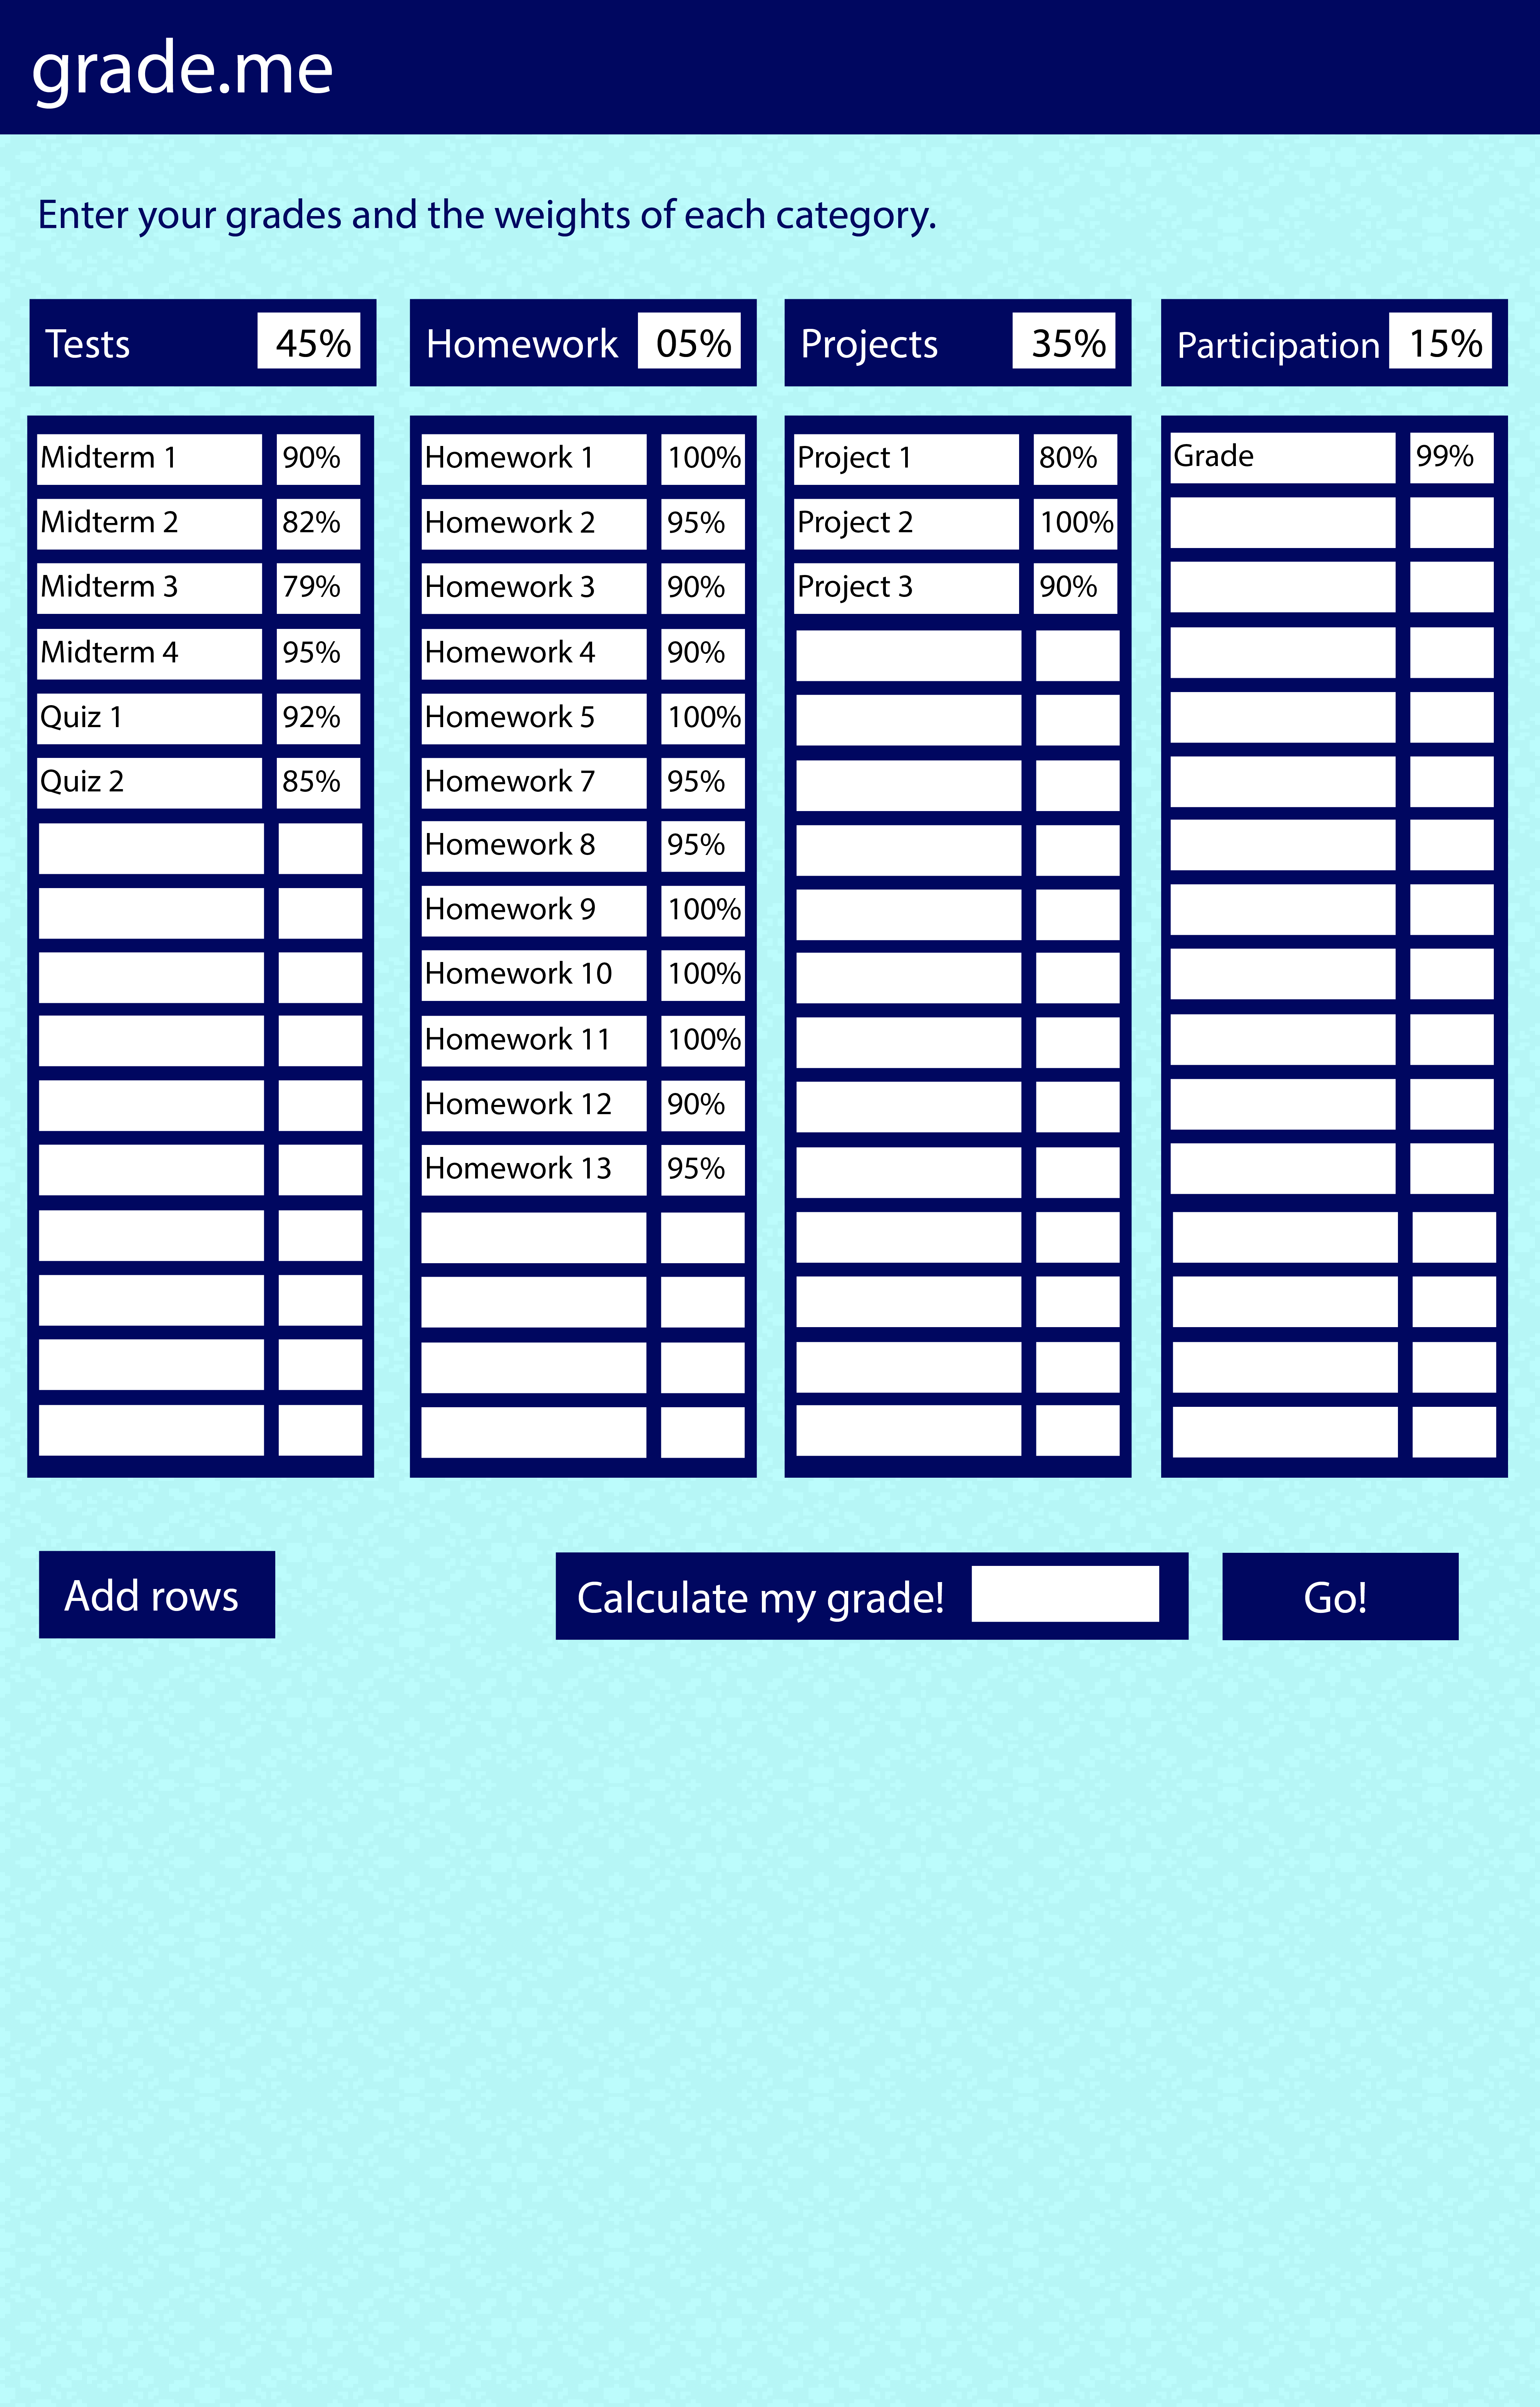 grade.me
Enter your grades and the weights of each category.
Tests 45%
Midterm 1 90%
Midterm 2 82%
Midterm 3 79%
Midterm 4 95%
Quiz 1 92%
Quiz 2 85%
Homework 05%
Homework 1 100%
Homework 2 95%
Homework 3 90%
Homework 4 90%
Homework 5 100%
Homework 7 95%
Homework 8 95%
Homework 9 100%
Homework 10 100%
Homework 11 100%
Homework 12 90%
Homework 13 95%
Projects 35%
Project 1 80%
Project 2 100%
Project 3 90%
Participation 15%
Grade 99%
Add rows
Calculate my grade!
Go!